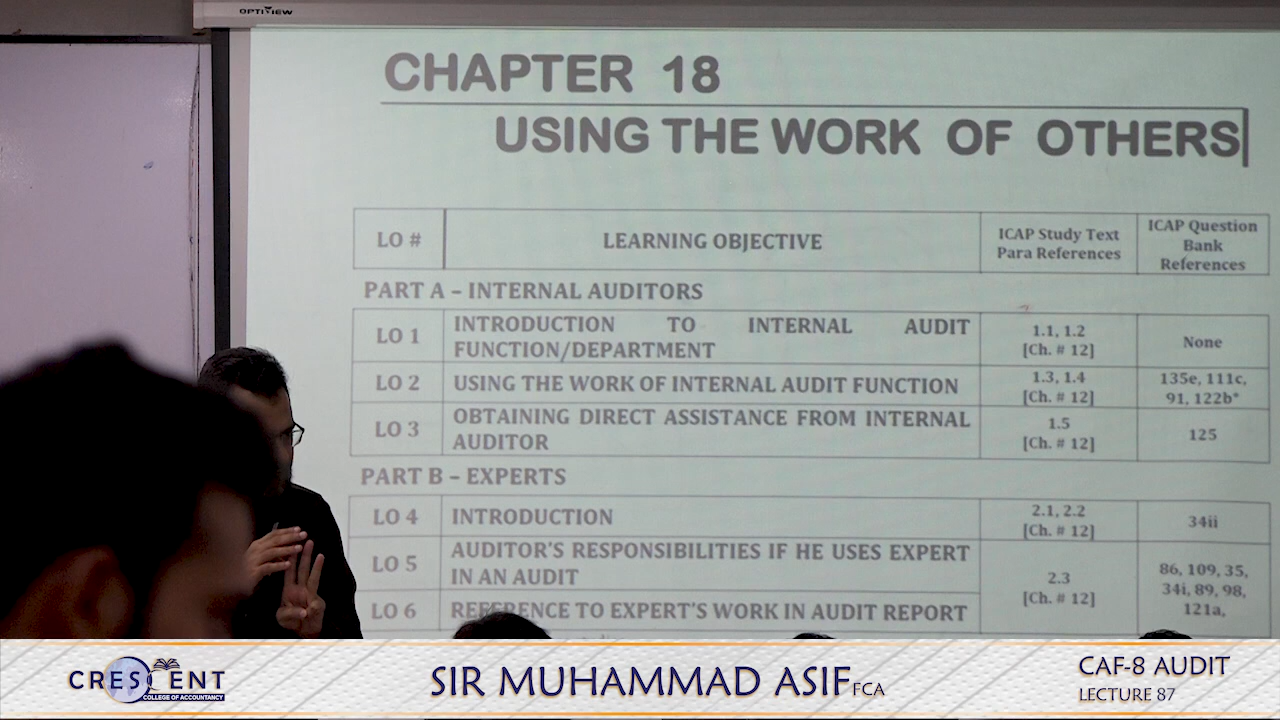 OPTIVIEW
CHAPTER 18
USING THE WORK OF OTHERS
LO #
LEARNING OBJECTIVE
ICAP Study Text
Para References
ICAP Question
Bank
References
PART A – INTERNAL AUDITORS
LO 1
INTRODUCTION TO INTERNAL AUDIT
FUNCTION/DEPARTMENT
1.1, 1.2
[Ch. # 12]
None
LO 2
USING THE WORK OF INTERNAL AUDIT FUNCTION
1.3, 1.4
[Ch. # 12]
135e, 111c,
91, 122b*
LO 3
OBTAINING DIRECT ASSISTANCE FROM INTERNAL
AUDITOR
1.5
[Ch. # 12]
125
PART B – EXPERTS
LO 4
INTRODUCTION
2.1, 2.2
[Ch. # 12]
34ii
LO 5
AUDITOR'S RESPONSIBILITIES IF HE USES EXPERT
IN AN AUDIT
2.3
[Ch. # 12]
86, 109, 35,
34i, 89, 98,
121a,
LO 6
REFERENCE TO EXPERT'S WORK IN AUDIT REPORT
CRESCENT
COLLEGE OF ACCOUNTANCY
SIR MUHAMMAD ASIF FCA
CAF-8 AUDIT
LECTURE 87